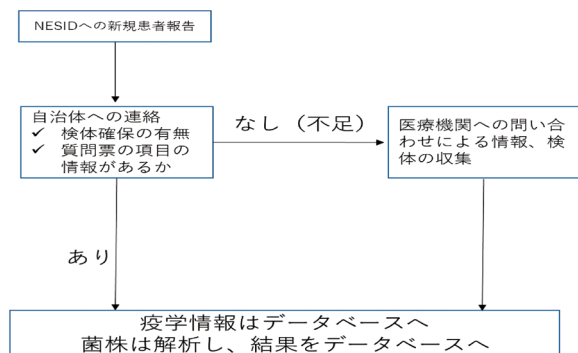 NESIDへの新規患者報告
自治体への連絡
✓ 検体確保の有無
✓ 質問票の項目の
情報があるか
なし（不足）
医療機関への問い合
わせによる情報、検
体の収集
あり
疫学情報はデータベースへ
菌株は解析し、結果をデータベースへ